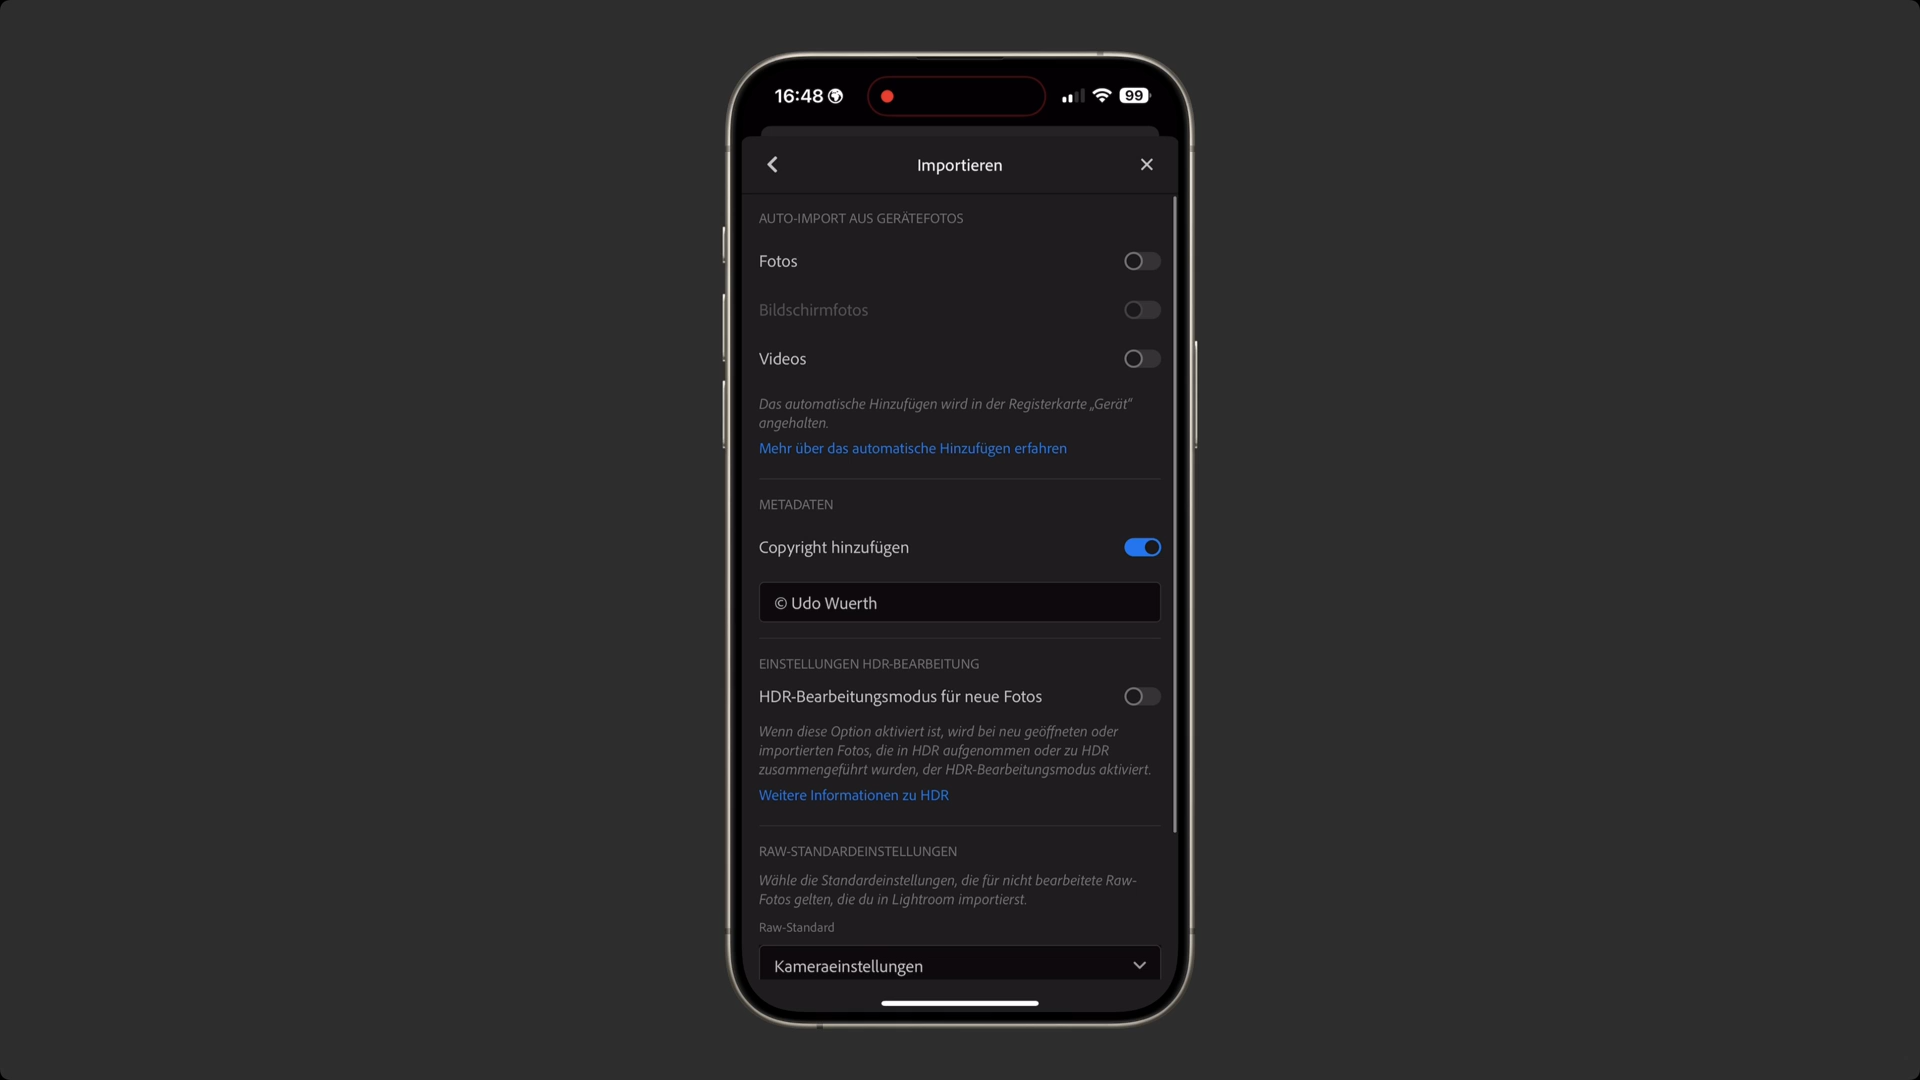 16:48
99
Importieren
AUTO-IMPORT AUS GERÄTEFOTOS
Fotos
Bildschirmfotos
Videos
Das automatische Hinzufügen wird in der Registerkarte „Gerät“
angehalten.
Mehr über das automatische Hinzufügen erfahren
METADATEN
Copyright hinzufügen
© Udo Wuerth
EINSTELLUNGEN HDR-BEARBEITUNG
HDR-Bearbeitungsmodus für neue Fotos
Wenn diese Option aktiviert ist, wird bei neu geöffneten oder
importierten Fotos, die in HDR aufgenommen oder zu HDR
zusammengeführt wurden, der HDR-Bearbeitungsmodus aktiviert.
Weitere Informationen zu HDR
RAW-STANDARDEINSTELLUNGEN
Wähle die Standardeinstellungen, die für nicht bearbeitete Raw-
Fotos gelten, die du in Lightroom importierst.
Raw-Standard
Kameraeinstellungen